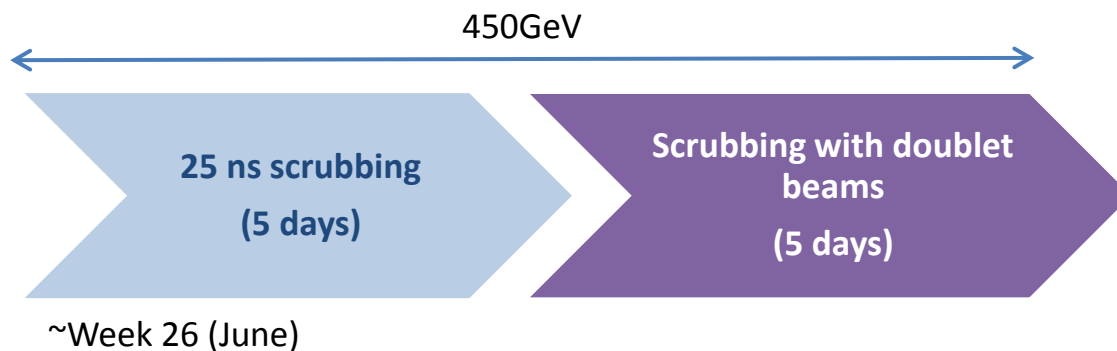 450GeV
25 ns scrubbing
(5 days)
Scrubbing with doublet
beams
(5 days)
~Week 26 (June)